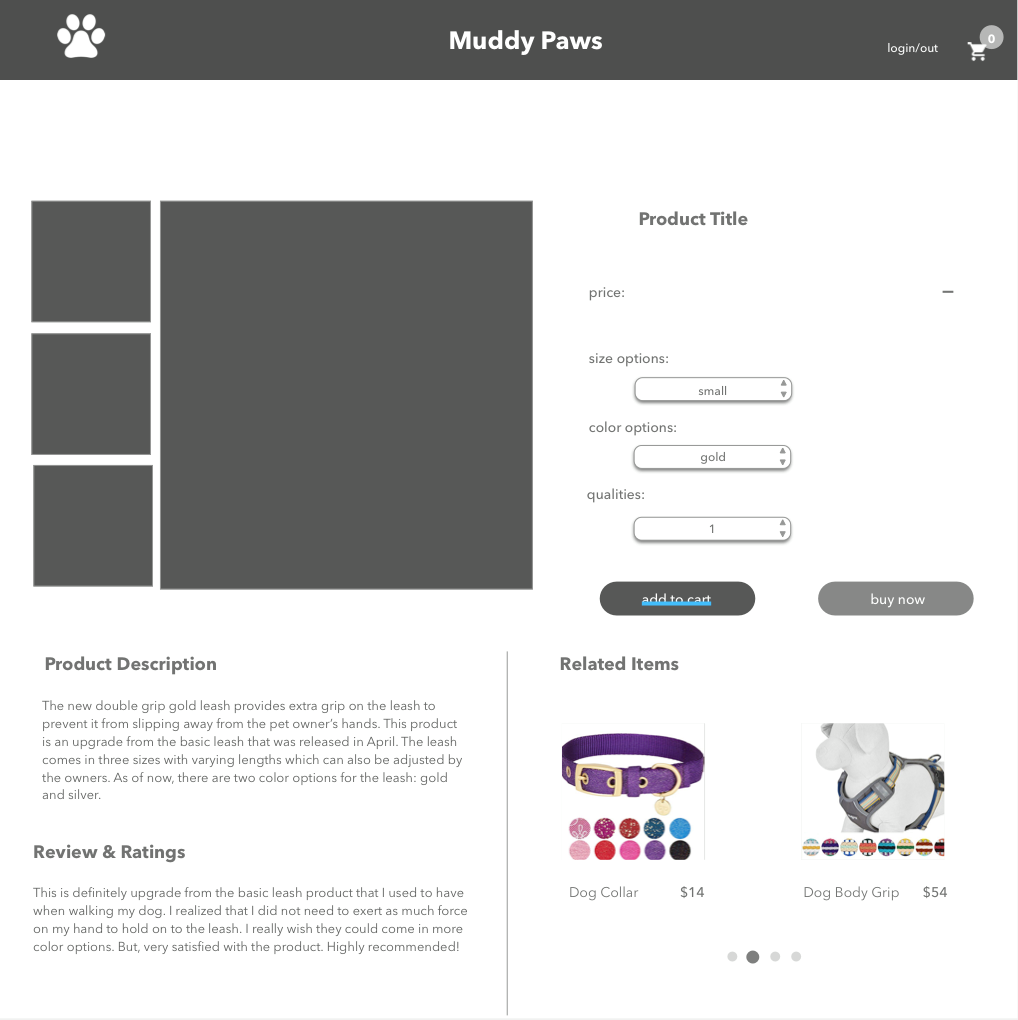 Muddy Paws
login/out
0
Product Title
price:
size options:
small
color options:
gold
qualities:
1
add to cart
buy now
Product Description
The new double grip gold leash provides extra grip on the leash to
prevent it from slipping away from the pet owner's hands. This product
is an upgrade from the basic leash that was released in April. The leash
comes in three sizes with varying lengths which can also be adjusted by
the owners. As of now, there are two color options for the leash: gold
and silver.
Review & Ratings
This is definitely upgrade from the basic leash product that I used to have
when walking my dog. I realized that I did not need to exert as much force
on my hand to hold on to the leash. I really wish they could come in more
color options. But, very satisfied with the product. Highly recommended!
Related Items
Dog Collar $14
Dog Body Grip $54